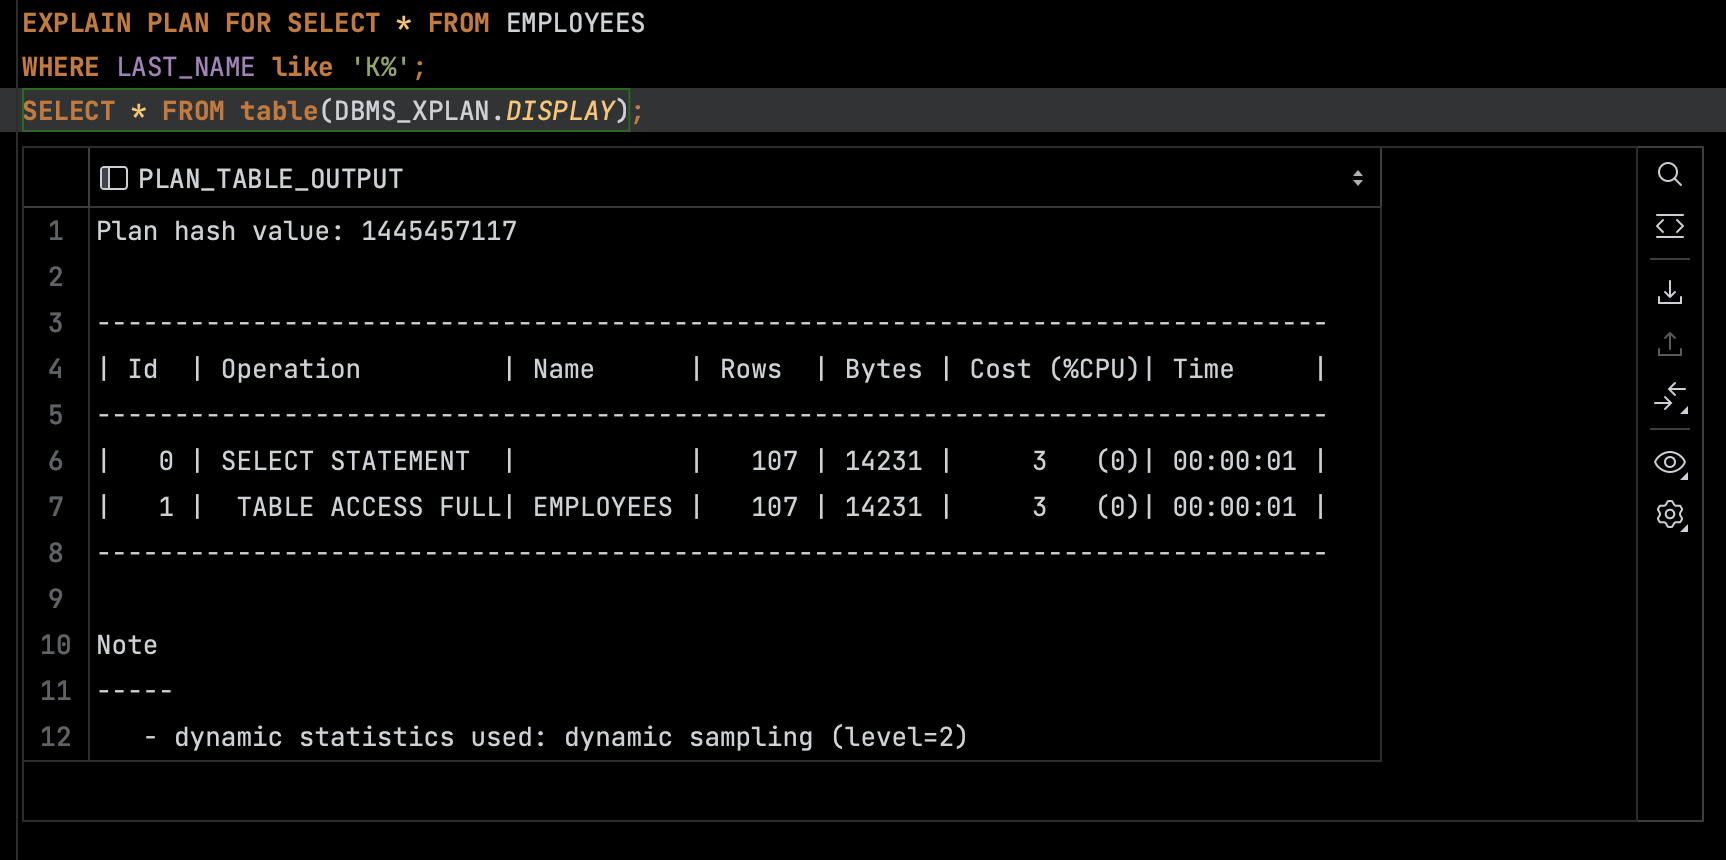 EXPLAIN PLAN FOR SELECT * FROM EMPLOYEES
WHERE LAST_NAME like 'K%';
SELECT * FROM table(DBMS_XPLAN.DISPLAY);
PLAN_TABLE_OUTPUT
1 Plan hash value: 1445457117
2
3 -------------------------------------------------------------------------------
4 | Id  | Operation         | Name      | Rows  | Bytes | Cost (%CPU)| Time     |
5 -------------------------------------------------------------------------------
6 |   0 | SELECT STATEMENT  |           |   107 | 14231 |     3   (0)| 00:00:01 |
7 |   1 |  TABLE ACCESS FULL| EMPLOYEES |   107 | 14231 |     3   (0)| 00:00:01 |
8 -------------------------------------------------------------------------------
9
10 Note
11 -----
12    - dynamic statistics used: dynamic sampling (level=2)